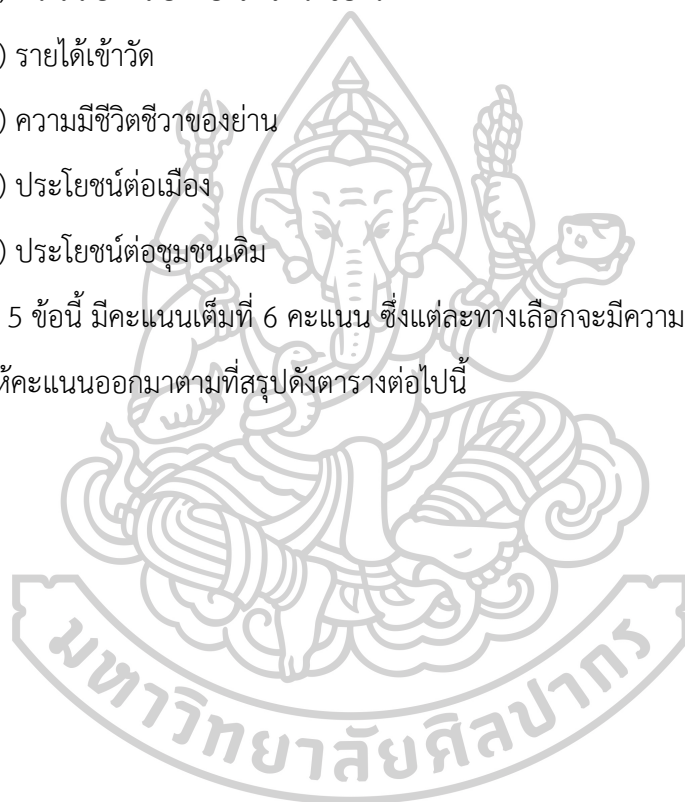 ) รายได้เข้าวัด
) ความมีชีวิตชีวาของย่าน
) ประโยชน์ต่อเมือง
) ประโยชน์ต่อชุมชนเดิม
5 ข้อนี้ มีคะแนนเต็มที่ 6 คะแนน ซึ่งแต่ละทางเลือกจะมีความ
ห้คะแนนออกมาตามที่สรุปดังตารางต่อไปนี้
มหาวิทยาลัยศิลปากร